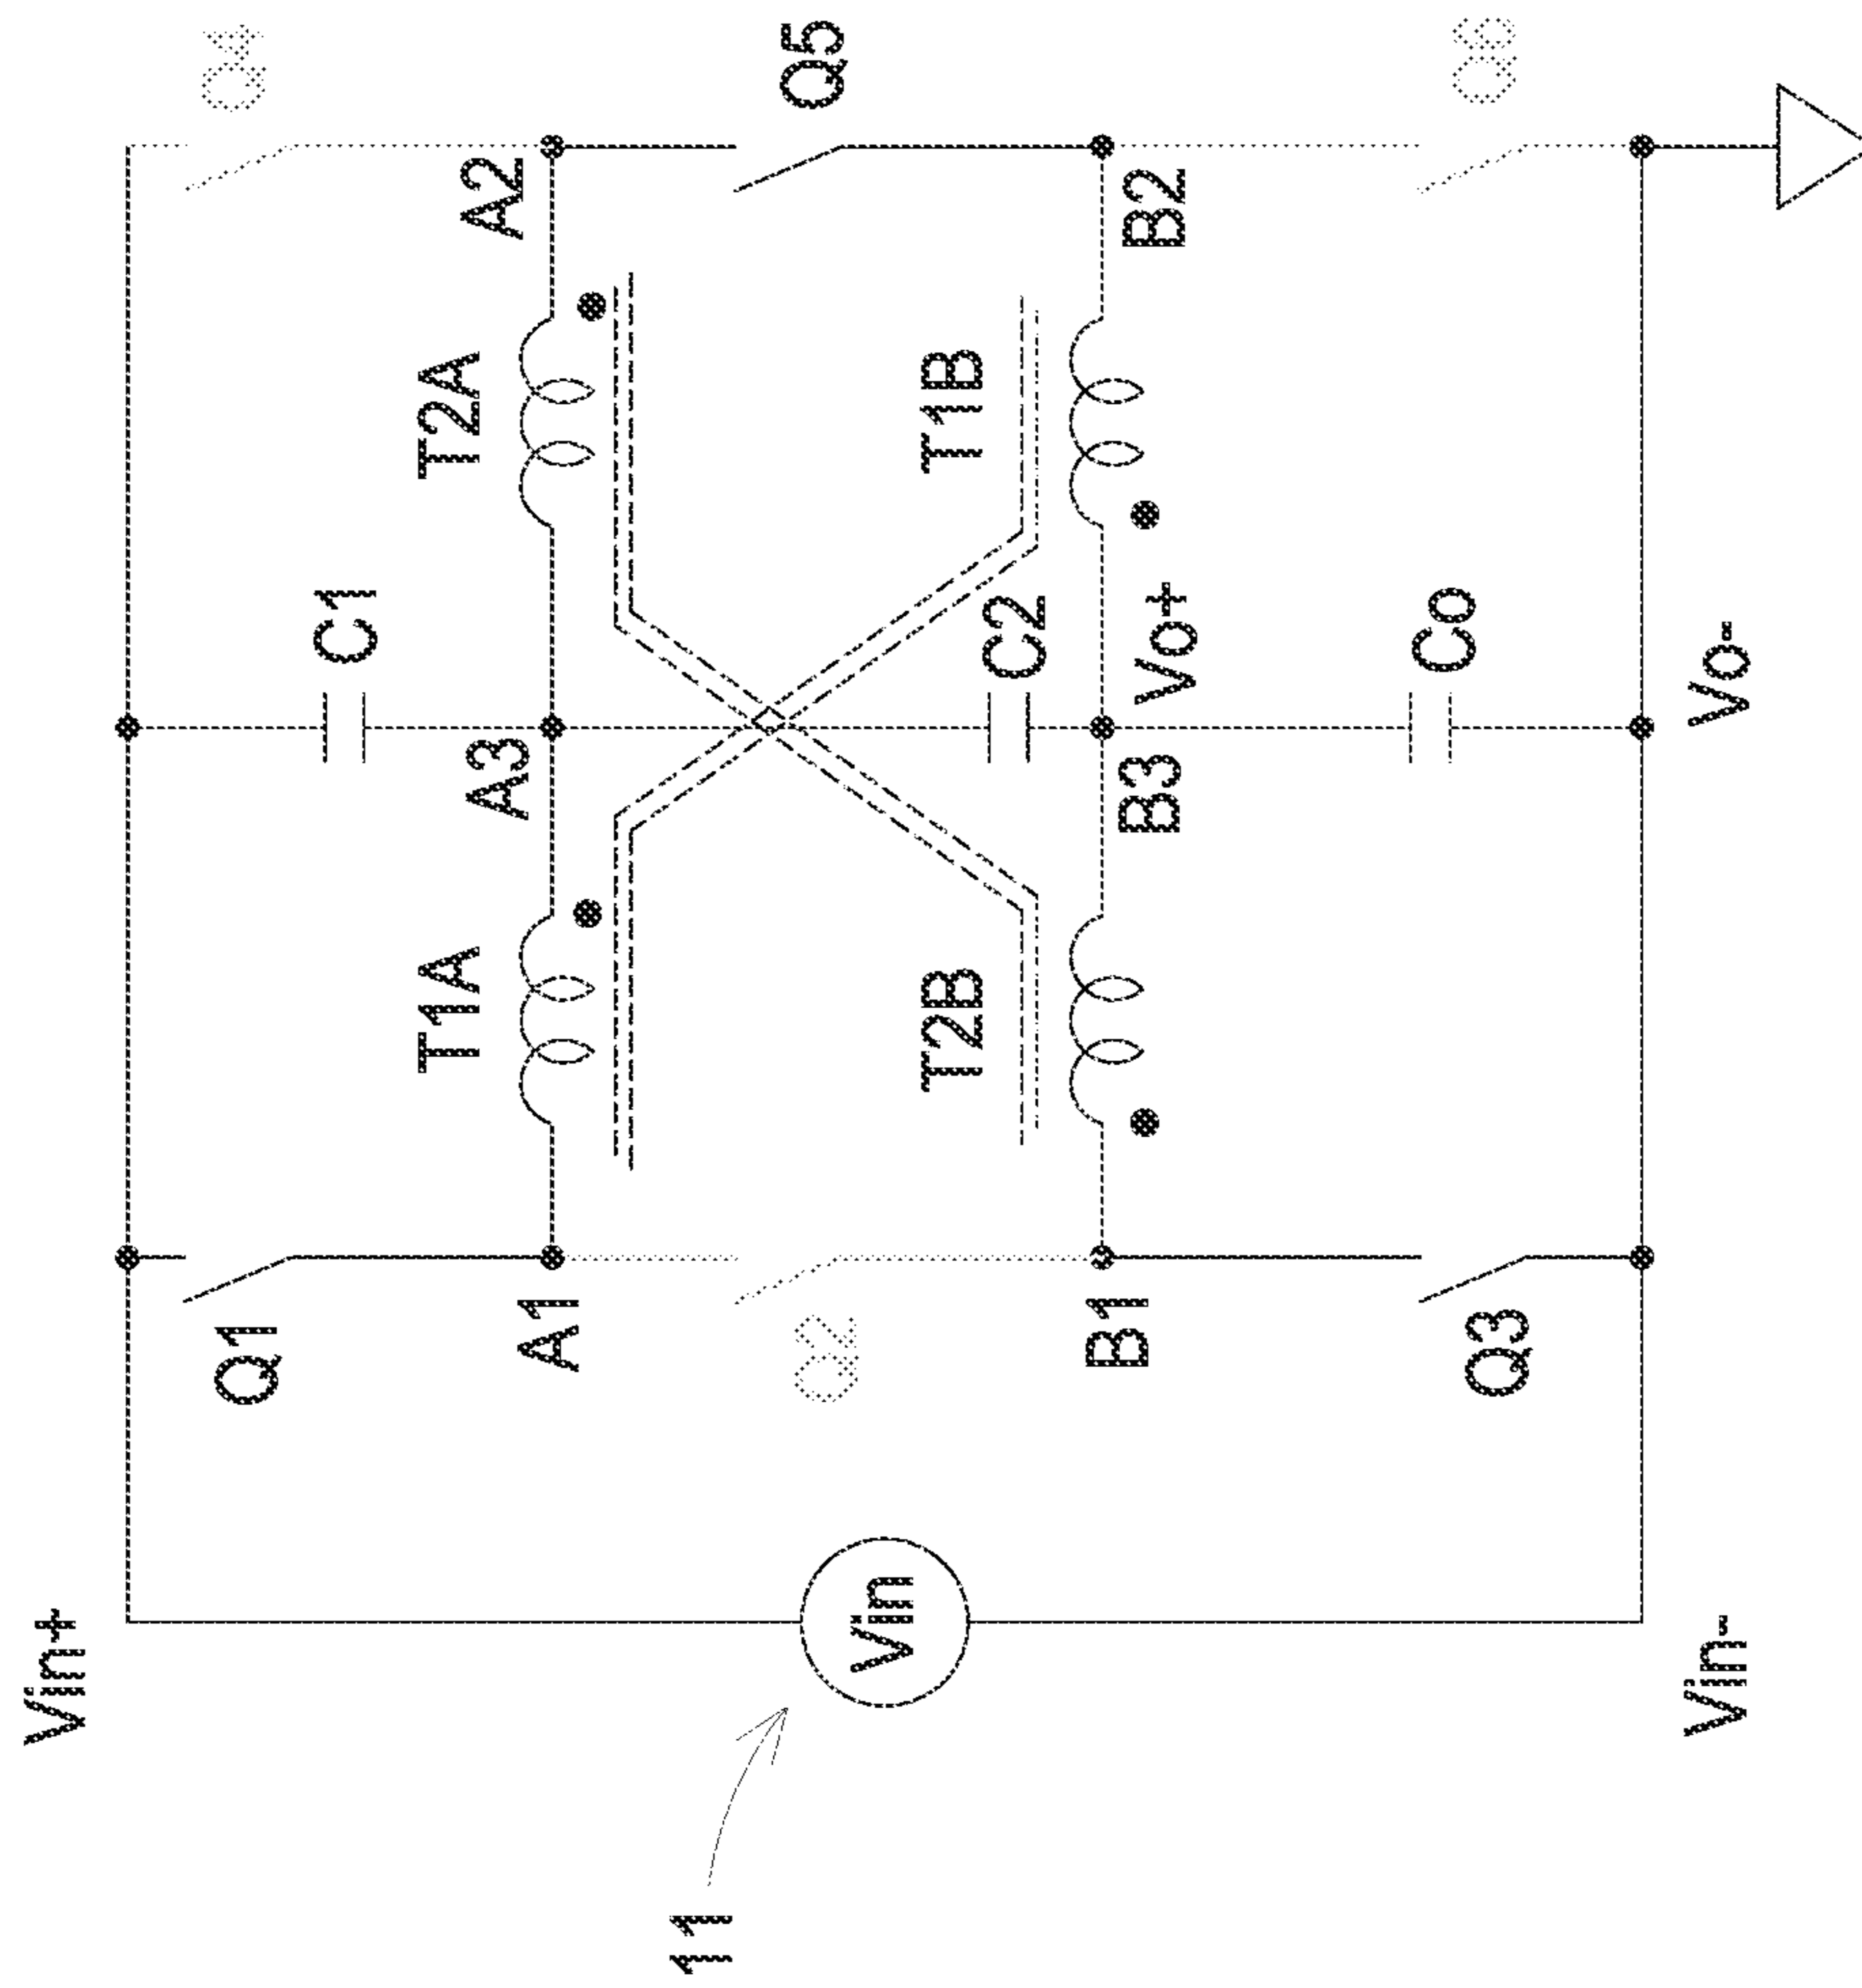 Vin+
Q4
C1
Q1
A2
T2A
A3
T1A
A1
Q5
T1B
C2
T2B
Q2
Vin
11
B2
Vo+
B3
B1
Q6
Co
Q3
Vo-
Vin-